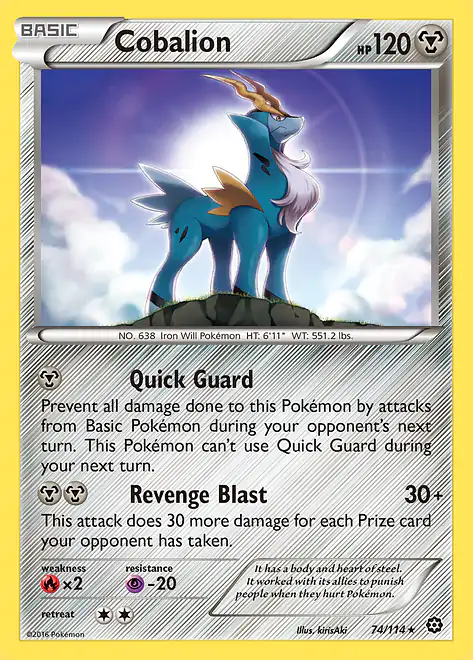 BASIC
Cobalion
HP 120
NO. 638 Iron Will Pokémon HT: 6'11" WT: 551.2 lbs.
Quick Guard
Prevent all damage done to this Pokémon by attacks
from Basic Pokémon during your opponent's next
turn. This Pokémon can't use Quick Guard during
your next turn.
Revenge Blast 30+
This attack does 30 more damage for each Prize card
your opponent has taken.
weakness resistance
×2 -20
retreat
It has a body and heart of steel.
It worked with its allies to punish
people when they hurt Pokémon.
©2016 Pokémon Illus. kirisAki 74/114 ★